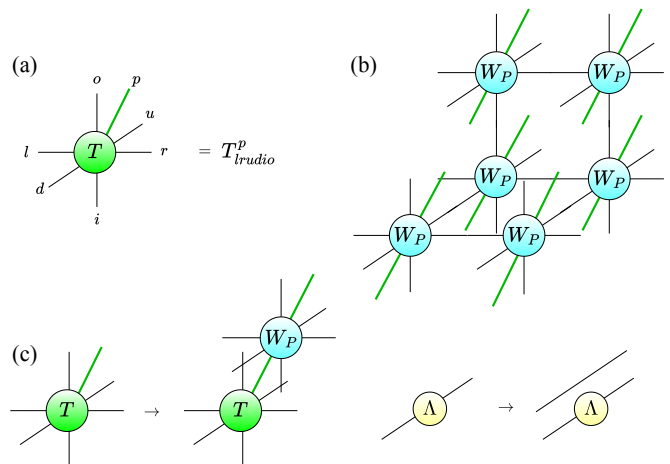 (a)
o
p
u
l
T
r
d
i
= T^p_{lrudio}
(b)
W_P
W_P
W_P
W_P
W_P
W_P
(c)
W_P
T
→
T
Λ
→
Λ